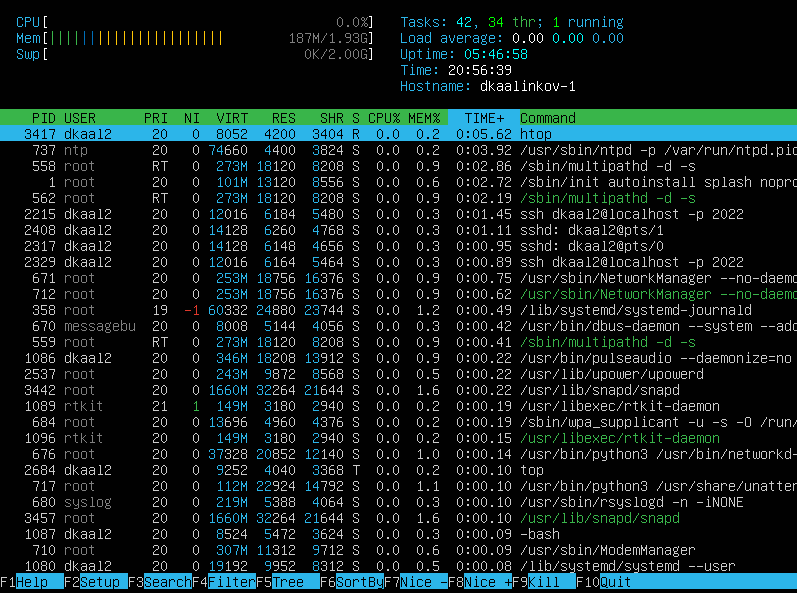 CPU[ 0.0%] Tasks: 42, 34 thr; 1 running
Mem[||||||||||||||||||||||| 187M/1.93G] Load average: 0.00 0.00 0.00
Swp[ 0K/2.00G] Uptime: 05:46:58
Time: 20:56:39
Hostname: dkaalinkov-1
PID USER PRI NI VIRT RES SHR S CPU% MEM% TIME+ Command
3417 dkaal2 20 0 8052 4200 3404 R 0.0 0.2 0:05.62 htop
737 ntp 20 0 74660 4400 3824 S 0.0 0.2 0:03.92 /usr/sbin/ntpd -p /var/run/ntpd.pid
558 root RT 0 273M 18120 8208 S 0.0 0.9 0:02.86 /sbin/multipathd -d -s
1 root 20 0 101M 13120 8556 S 0.0 0.6 0:02.72 /sbin/init autoinstall splash nopro
562 root RT 0 273M 18120 8208 S 0.0 0.9 0:02.19 /sbin/multipathd -d -s
2215 dkaal2 20 0 12016 6184 5480 S 0.0 0.3 0:01.45 ssh dkaal2@localhost -p 2022
2408 dkaal2 20 0 14128 6260 4768 S 0.0 0.3 0:01.11 sshd: dkaal2@pts/1
2317 dkaal2 20 0 14128 6148 4656 S 0.0 0.3 0:00.95 sshd: dkaal2@pts/0
2329 dkaal2 20 0 12016 6164 5464 S 0.0 0.3 0:00.89 ssh dkaal2@localhost -p 2022
671 root 20 0 253M 18756 16376 S 0.0 0.9 0:00.75 /usr/sbin/NetworkManager --no-daemo
712 root 20 0 253M 18756 16376 S 0.0 0.9 0:00.62 /usr/sbin/NetworkManager --no-daemo
358 root 19 -1 60332 24880 23744 S 0.0 1.2 0:00.49 /lib/systemd/systemd-journald
670 messagebu 20 0 8008 5144 4056 S 0.0 0.3 0:00.42 /usr/bin/dbus-daemon --system --add
559 root RT 0 273M 18120 8208 S 0.0 0.9 0:00.41 /sbin/multipathd -d -s
1086 dkaal2 20 0 346M 18208 13912 S 0.0 0.9 0:00.22 /usr/bin/pulseaudio --daemonize=no
2537 root 20 0 243M 9872 8568 S 0.0 0.5 0:00.22 /usr/lib/upower/upowerd
3442 root 20 0 1660M 32264 21644 S 0.0 1.6 0:00.22 /usr/lib/snapd/snapd
1089 rtkit 21 1 149M 3180 2940 S 0.0 0.2 0:00.19 /usr/libexec/rtkit-daemon
684 root 20 0 13696 4960 4376 S 0.0 0.2 0:00.19 /sbin/wpa_supplicant -u -s -O /run/
1096 rtkit 20 0 149M 3180 2940 S 0.0 0.2 0:00.15 /usr/libexec/rtkit-daemon
676 root 20 0 37328 20852 12140 S 0.0 1.0 0:00.14 /usr/bin/python3 /usr/bin/networkd-
2684 dkaal2 20 0 9252 4040 3368 T 0.0 0.2 0:00.10 top
717 root 20 0 112M 22924 14792 S 0.0 1.1 0:00.10 /usr/bin/python3 /usr/share/unatten
680 syslog 20 0 219M 5388 4064 S 0.0 0.3 0:00.10 /usr/sbin/rsyslogd -n -iNONE
3457 root 20 0 1660M 32264 21644 S 0.0 1.6 0:00.10 /usr/lib/snapd/snapd
1087 dkaal2 20 0 8524 5472 3624 S 0.0 0.3 0:00.09 -bash
710 root 20 0 307M 11312 9712 S 0.0 0.6 0:00.09 /usr/sbin/ModemManager
1080 dkaal2 20 0 19192 9952 8312 S 0.0 0.5 0:00.08 /lib/systemd/systemd --user
F1Help F2Setup F3SearchF4FilterF5Tree F6SortByF7Nice -F8Nice +F9Kill F10Quit